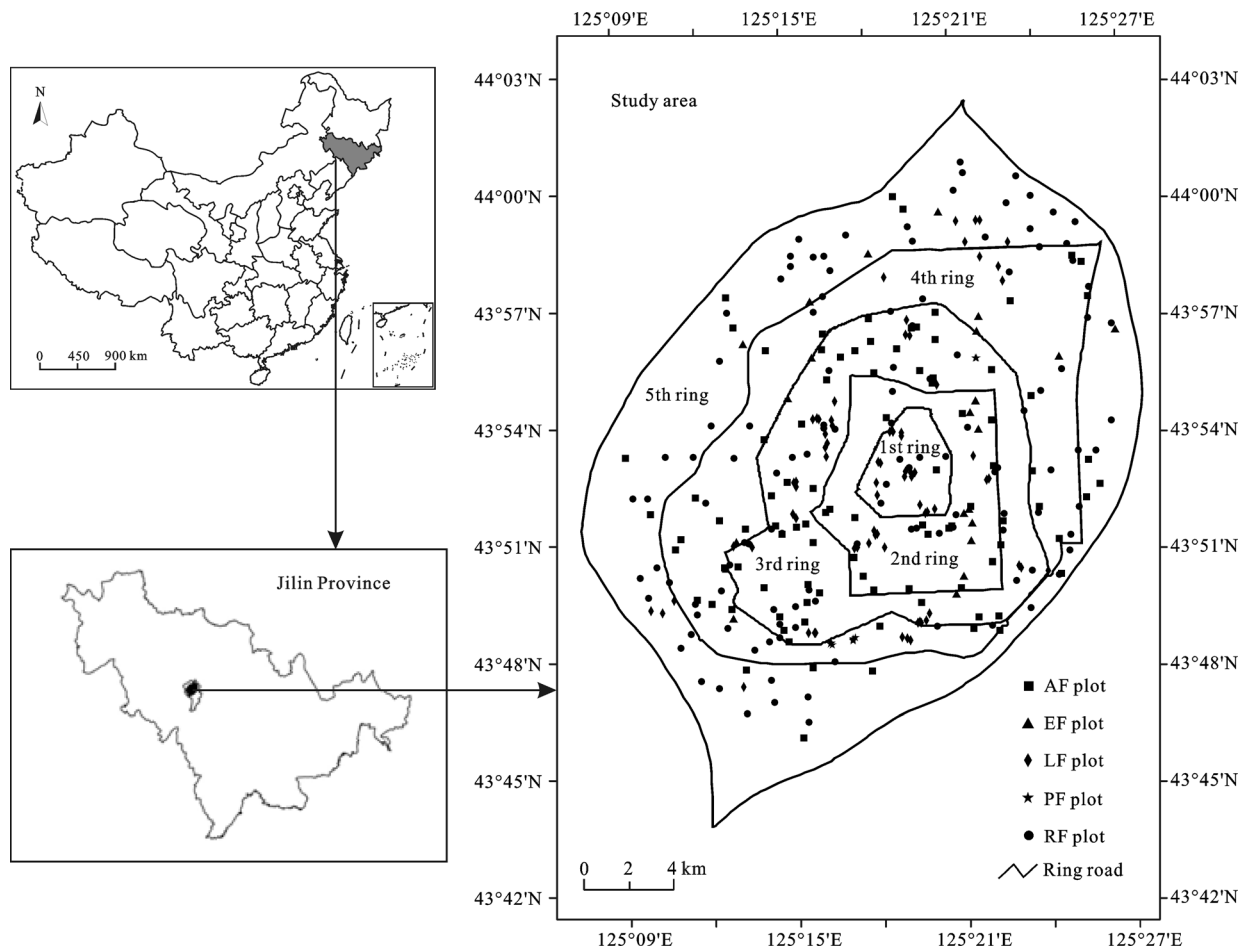 N
0 450 900 km
Jilin Province
125°09'E 125°15'E 125°21'E 125°27'E
44°03'N 44°03'N
Study area
44°00'N 44°00'N
4th ring
43°57'N 43°57'N
5th ring
43°54'N 43°54'N
1st ring
43°51'N 43°51'N
3rd ring 2nd ring
43°48'N 43°48'N
AF plot
EF plot
LF plot
43°45'N 43°45'N
PF plot
RF plot
0 2 4 km
Ring road
43°42'N 43°42'N
125°09'E 125°15'E 125°21'E 125°27'E